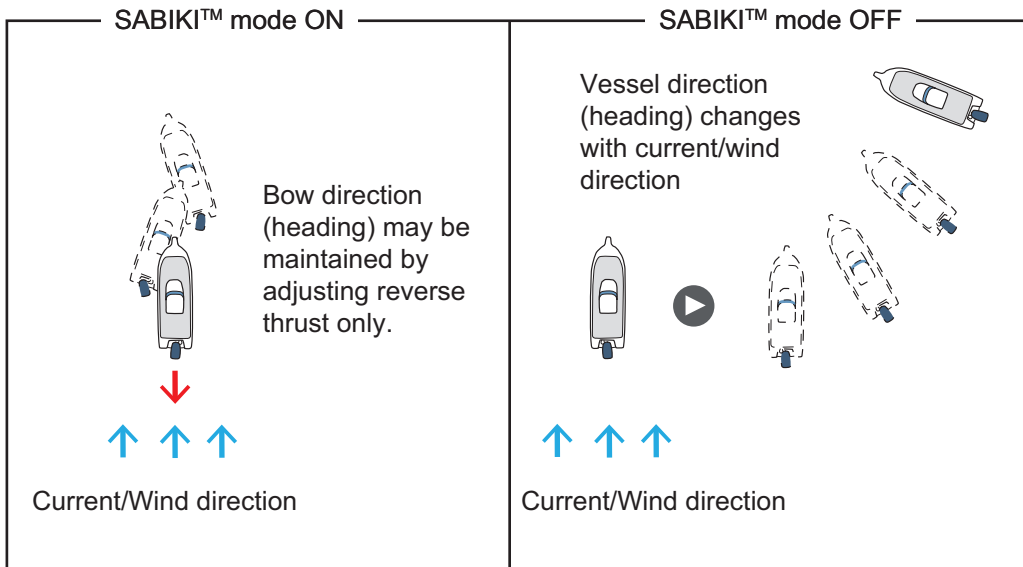 SABIKI™ mode ON
Bow direction
(heading) may be
maintained by
adjusting reverse
thrust only.
Current/Wind direction
SABIKI™ mode OFF
Vessel direction
(heading) changes
with current/wind
direction
Current/Wind direction